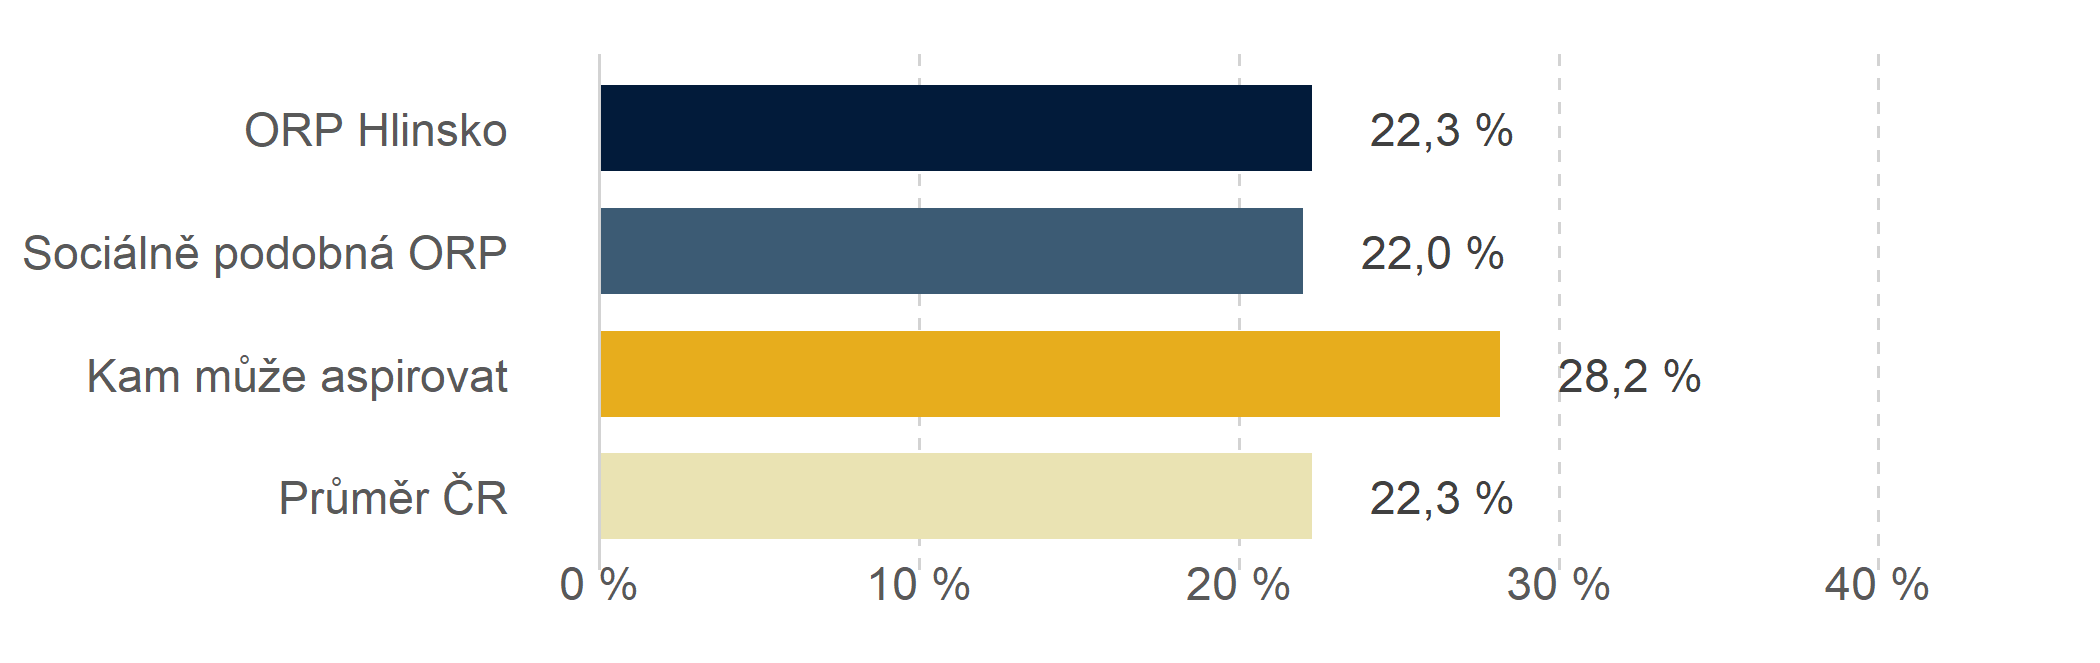 ORP Hlinsko 22,3 %
Sociálně podobná ORP 22,0 %
Kam může aspirovat 28,2 %
Průměr ČR 22,3 %
0 % 10 % 20 % 30 % 40 %